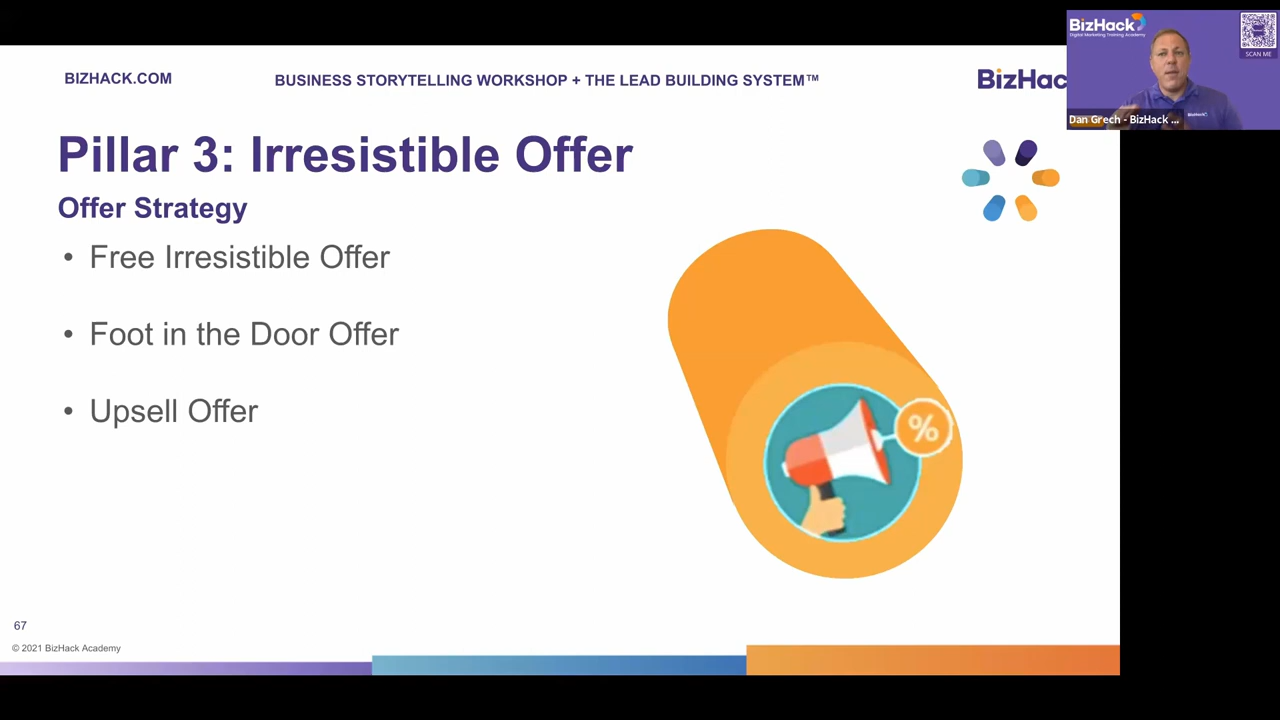 BIZHACK.COM
BUSINESS STORYTELLING WORKSHOP + THE LEAD BUILDING SYSTEM™
BizHac
BizHack
Digital Marketing Training Academy
SCAN ME
BizHack
Dan Grech - BizHack ...
Pillar 3: Irresistible Offer
Offer Strategy
• Free Irresistible Offer
• Foot in the Door Offer
• Upsell Offer
%
67
© 2021 BizHack Academy